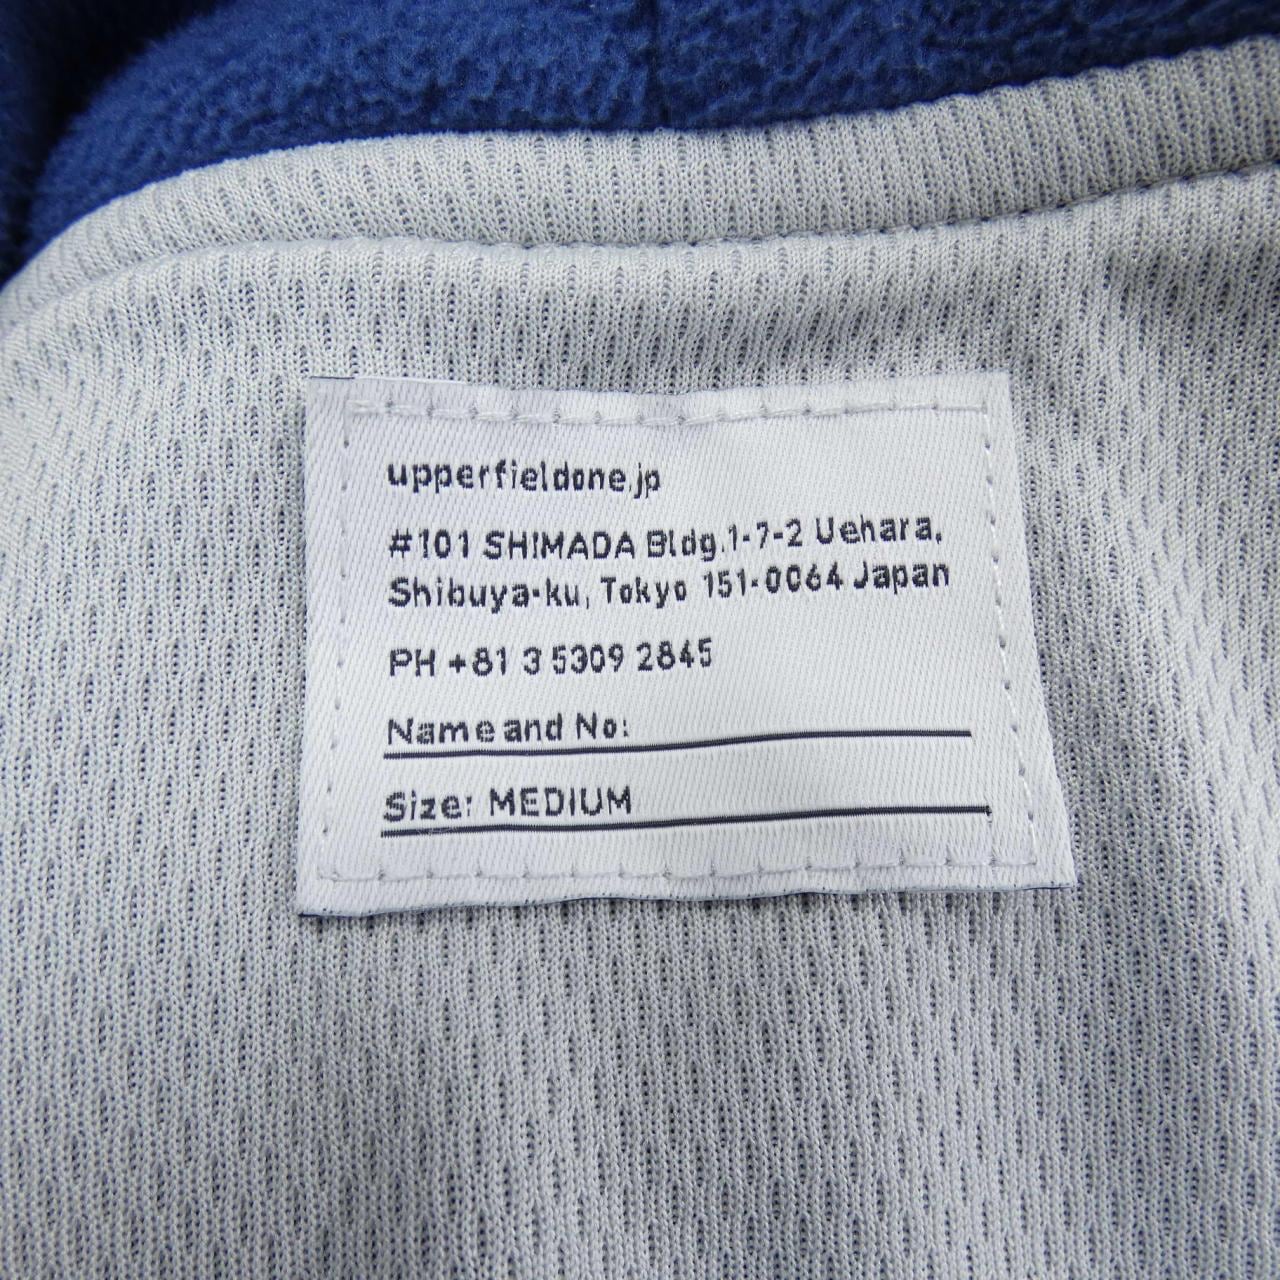 upperfieldone.jp
#101 SHIMADA Bldg.1-7-2 Uehara,
Shibuya-ku, Tokyo 151-0064 Japan
PH +81 3 5309 2845
Name and No:
Size: MEDIUM